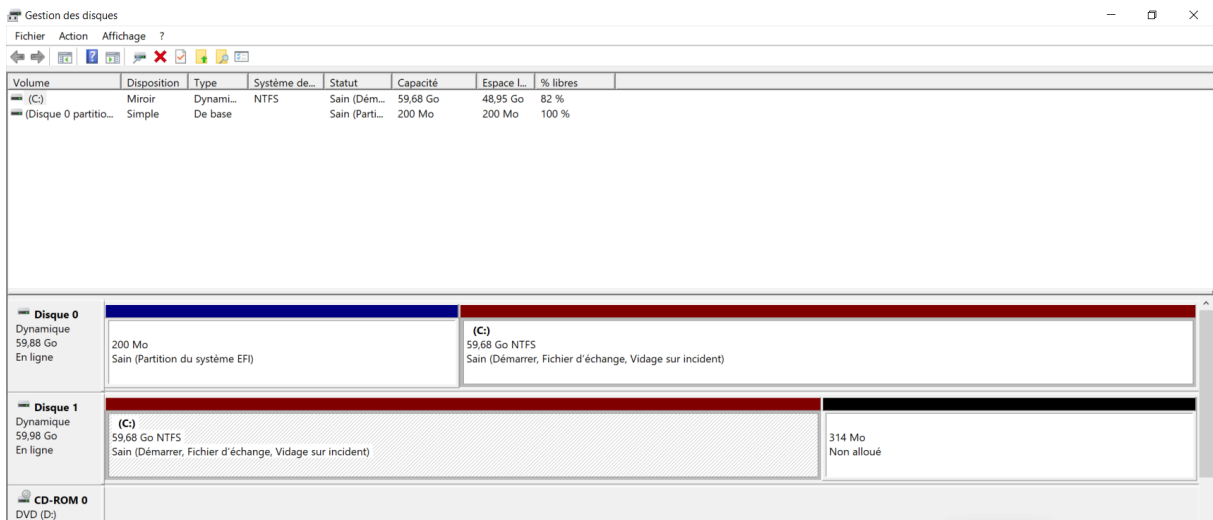 Gestion des disques
Fichier Action Affichage ?
Volume Disposition Type Système de... Statut Capacité Espace l... % libres
(C:) Miroir Dynami... NTFS Sain (Dém... 59,68 Go 48,95 Go 82 %
(Disque 0 partitio... Simple De base Sain (Parti... 200 Mo 200 Mo 100 %
Disque 0
Dynamique
59,88 Go
En ligne
200 Mo
Sain (Partition du système EFI)
(C:)
59,68 Go NTFS
Sain (Démarrer, Fichier d'échange, Vidage sur incident)
Disque 1
Dynamique
59,98 Go
En ligne
(C:)
59,68 Go NTFS
Sain (Démarrer, Fichier d'échange, Vidage sur incident)
314 Mo
Non alloué
CD-ROM 0
DVD (D:)